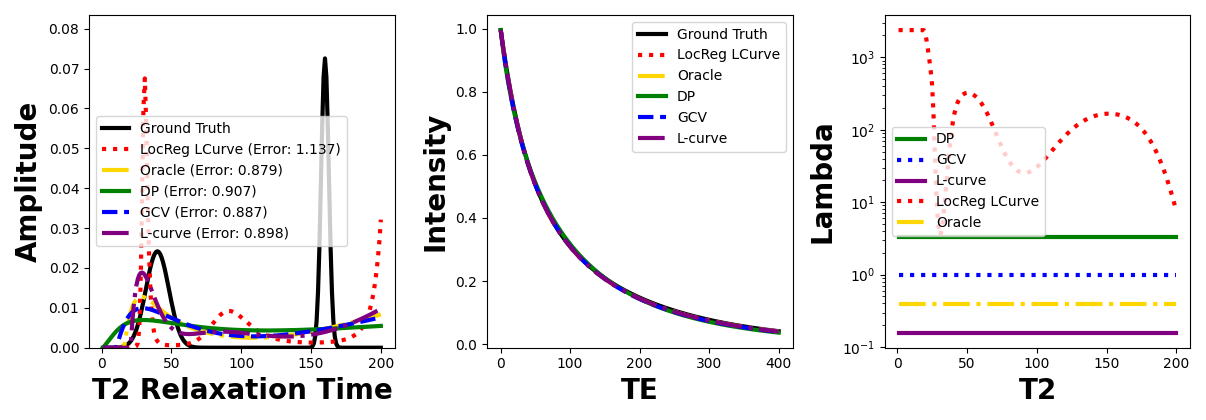 Amplitude
0.08
0.07
0.06
0.05
0.04
0.03
0.02
0.01
0.00
Ground Truth
LocReg LCurve (Error: 1.137)
Oracle (Error: 0.879)
DP (Error: 0.907)
GCV (Error: 0.887)
L-curve (Error: 0.898)
0 50 100 150 200
T2 Relaxation Time
Intensity
1.0
0.8
0.6
0.4
0.2
0.0
Ground Truth
LocReg LCurve
Oracle
DP
GCV
L-curve
0 100 200 300 400
TE
Lambda
10³
10²
10¹
10⁰
10⁻¹
DP
GCV
L-curve
LocReg LCurve
Oracle
0 50 100 150 200
T2